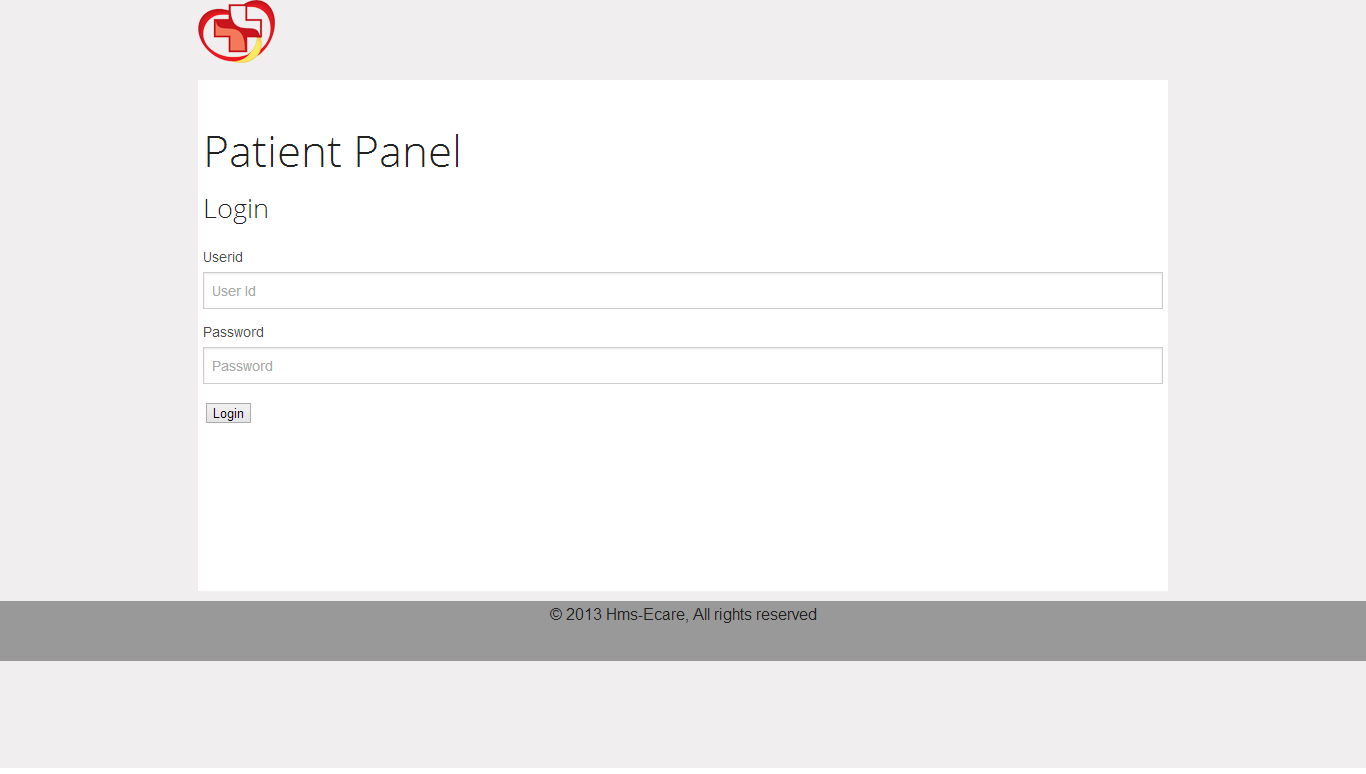 Patient Panel
Login
Userid
User Id
Password
Password
Login
© 2013 Hms-Ecare, All rights reserved